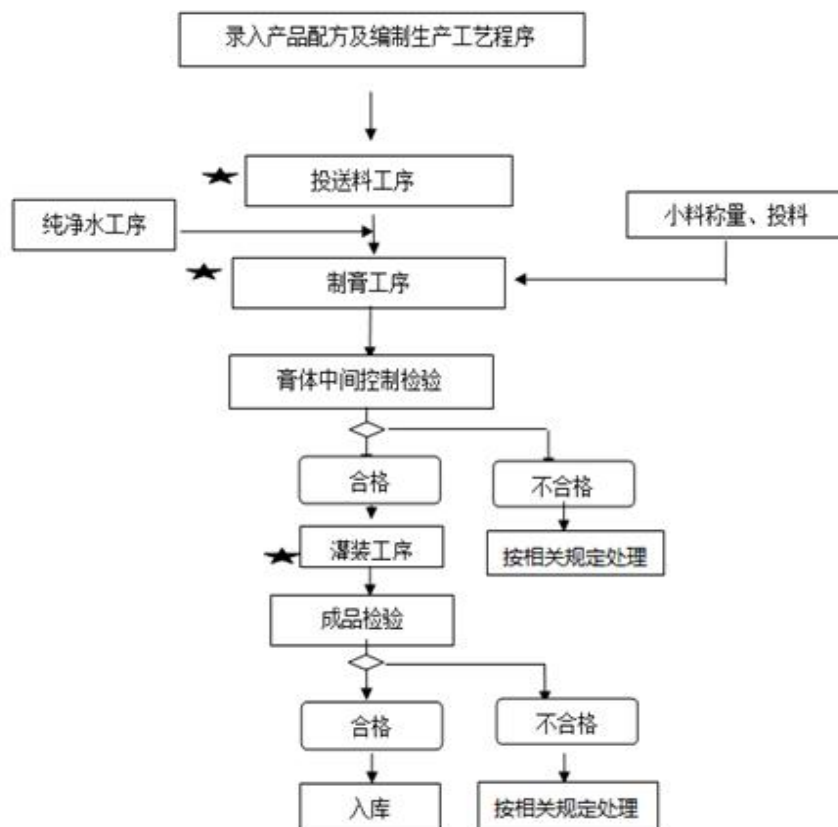 录入产品配方及编制生产工艺程序
投送料工序
纯净水工序
小料称量、投料
制膏工序
膏体中间控制检验
合格
不合格
灌装工序
按相关规定处理
成品检验
合格
不合格
入库
按相关规定处理